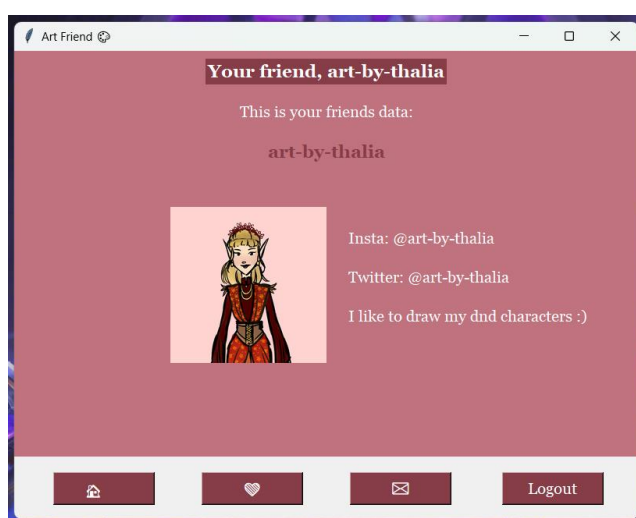 Art Friend 🎨
Your friend, art-by-thalia
This is your friends data:
art-by-thalia
Insta: @art-by-thalia
Twitter: @art-by-thalia
I like to draw my dnd characters :)
Logout